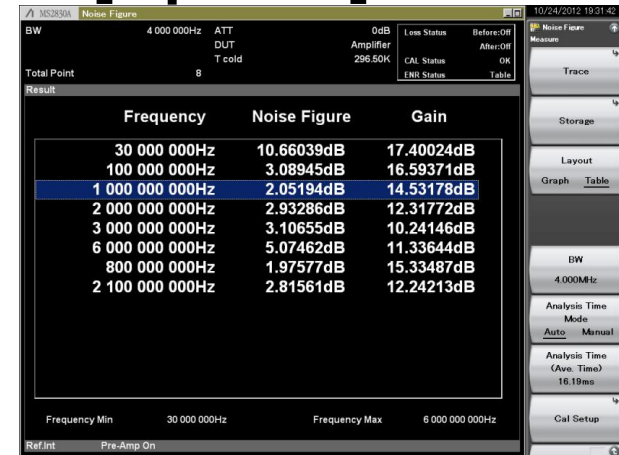 MS2830A Noise Figure
10/24/2012 19:31:42
BW 4 000 000Hz ATT 0dB Loss Status Before:Off
DUT Amplifier After:Off
T cold 296.50K CAL Status OK
Total Point 8 ENR Status Table
Result
Frequency Noise Figure Gain
30 000 000Hz 10.66039dB 17.40024dB
100 000 000Hz 3.08945dB 16.59371dB
1 000 000 000Hz 2.05194dB 14.53178dB
2 000 000 000Hz 2.93286dB 12.31772dB
3 000 000 000Hz 3.10655dB 10.24146dB
6 000 000 000Hz 5.07462dB 11.33644dB
800 000 000Hz 1.97577dB 15.33487dB
2 100 000 000Hz 2.81561dB 12.24213dB
Frequency Min 30 000 000Hz Frequency Max 6 000 000 000Hz
Ref.Int Pre-Amp On
Noise Figure
Measure
Trace
Storage
Layout
Graph Table
BW
4.000MHz
Analysis Time
Mode
Auto Manual
Analysis Time
(Ave. Time)
16.19ms
Cal Setup